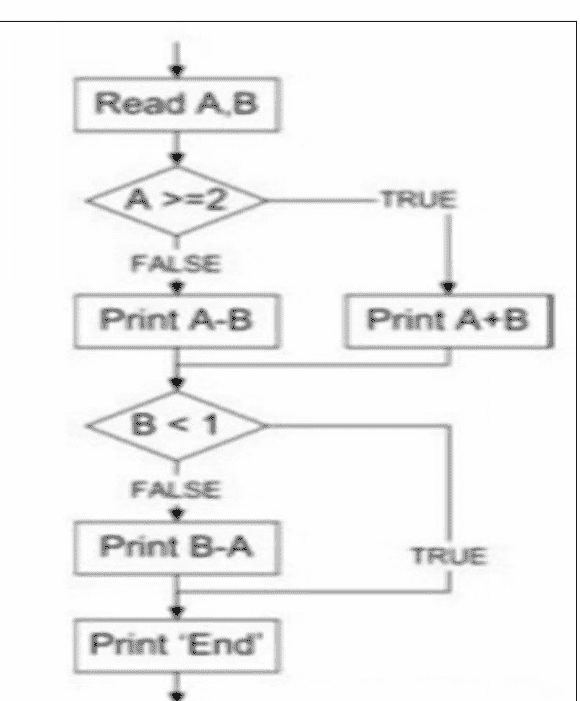 Read A,B
A >=2
TRUE
FALSE
Print A-B
Print A+B
B < 1
FALSE
Print B-A
TRUE
Print 'End'